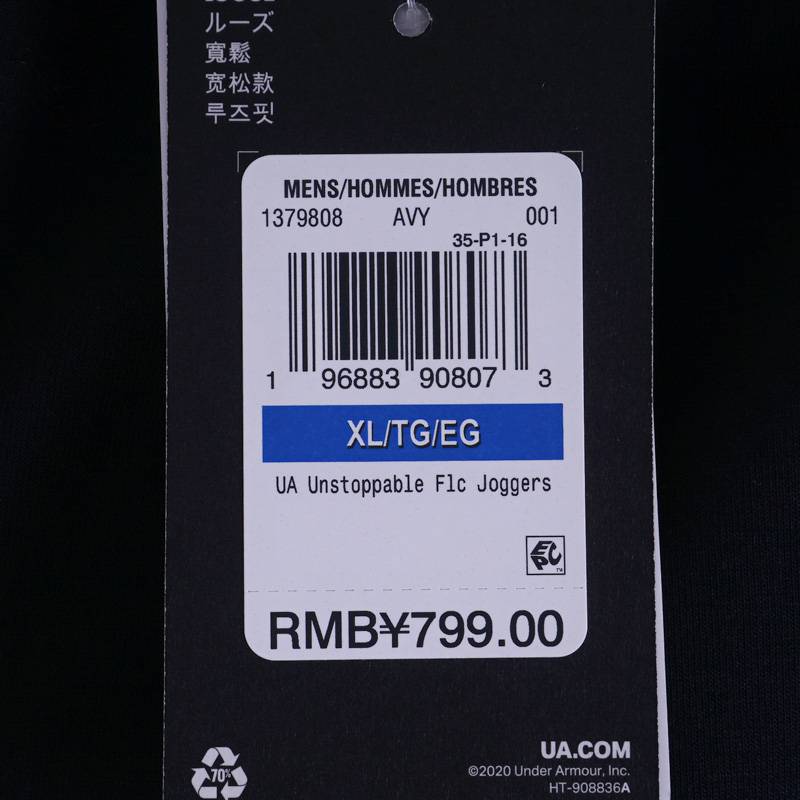 ルーズ
寬鬆
宽松款
루즈핏
MENS/HOMMES/HOMBRES
1379808 AVY 001
35-P1-16
1 96883 90807 3
XL/TG/EG
UA Unstoppable Flc Joggers
EPC™
RMB¥799.00
70%
UA.COM
©2020 Under Armour, Inc.
HT-908836A